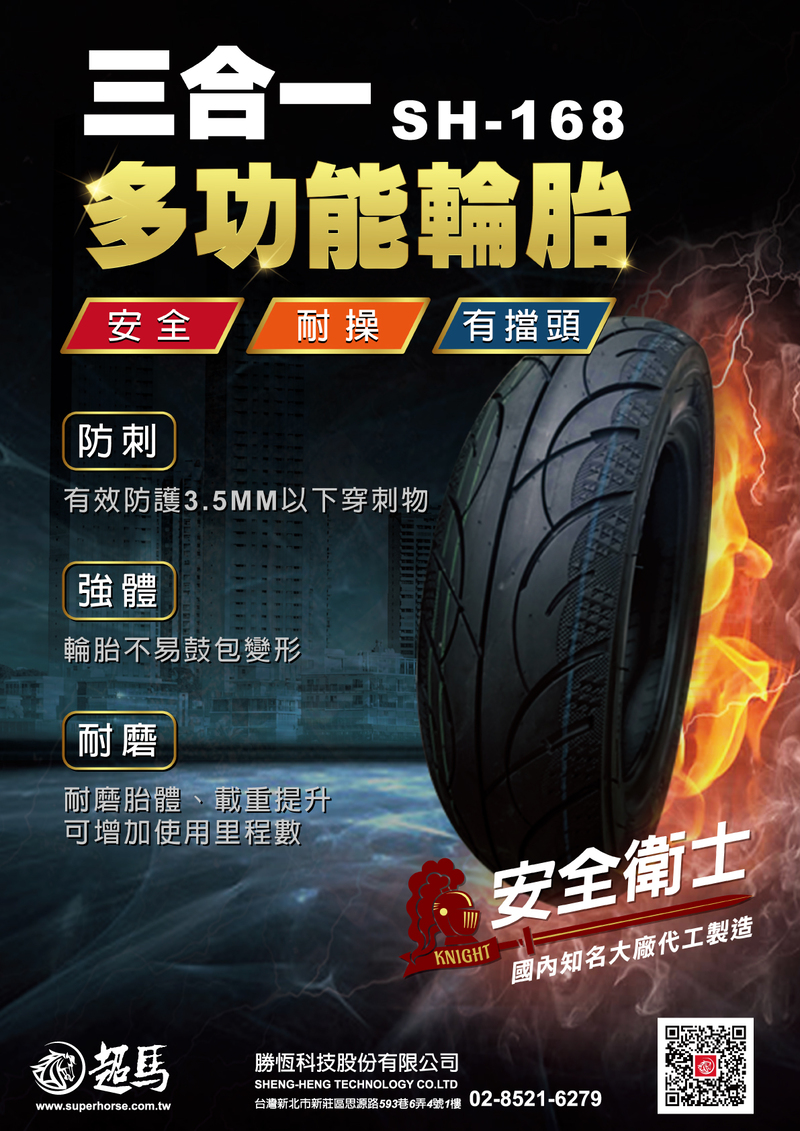 三合一 SH-168
多功能輪胎
安全 耐操 有擋頭
防刺
有效防護3.5MM以下穿刺物
強體
輪胎不易鼓包變形
耐磨
耐磨胎體、載重提升
可增加使用里程數
安全衛士
KNIGHT
國內知名大廠代工製造
超馬
www.superhorse.com.tw
勝恆科技股份有限公司
SHENG-HENG TECHNOLOGY CO.LTD
台灣新北市新莊區思源路593巷6弄4號1樓 02-8521-6279